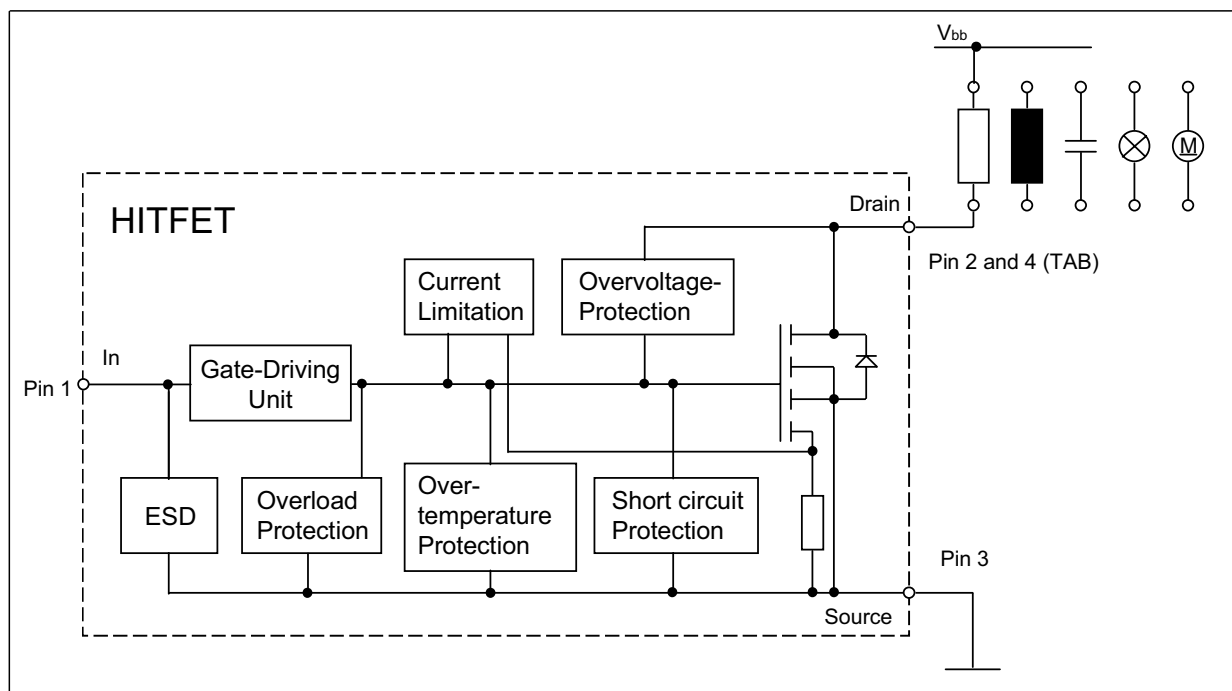 Vbb
M
HITFET
Drain
Pin 2 and 4 (TAB)
Current
Limitation
Overvoltage-
Protection
In
Pin 1
Gate-Driving
Unit
ESD
Overload
Protection
Over-
temperature
Protection
Short circuit
Protection
Pin 3
Source